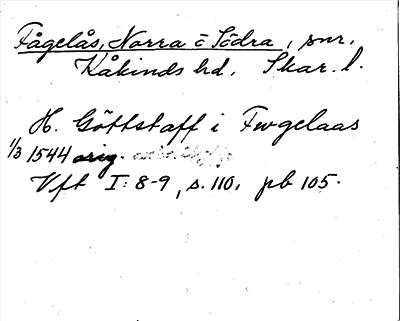 Fågelås, Norra o Södra, snr.
Kåkinds hd. Skar. l.
H. Göttstaff i Fwgelaas
1/3 1544 orig.
Vft I: 8-9, s. 110, pb 105.